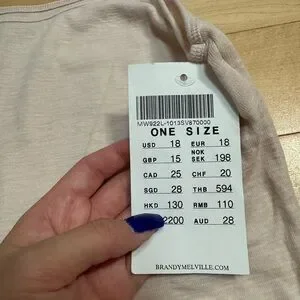 MW922L-1013SV870000
ONE SIZE
USD 18 EUR 18
GBP 15 NOK SEK 198
CAD 25 CHF 20
SGD 28 THB 594
HKD 130 RMB 110
2200 AUD 28
BRANDYMELVILLE.COM